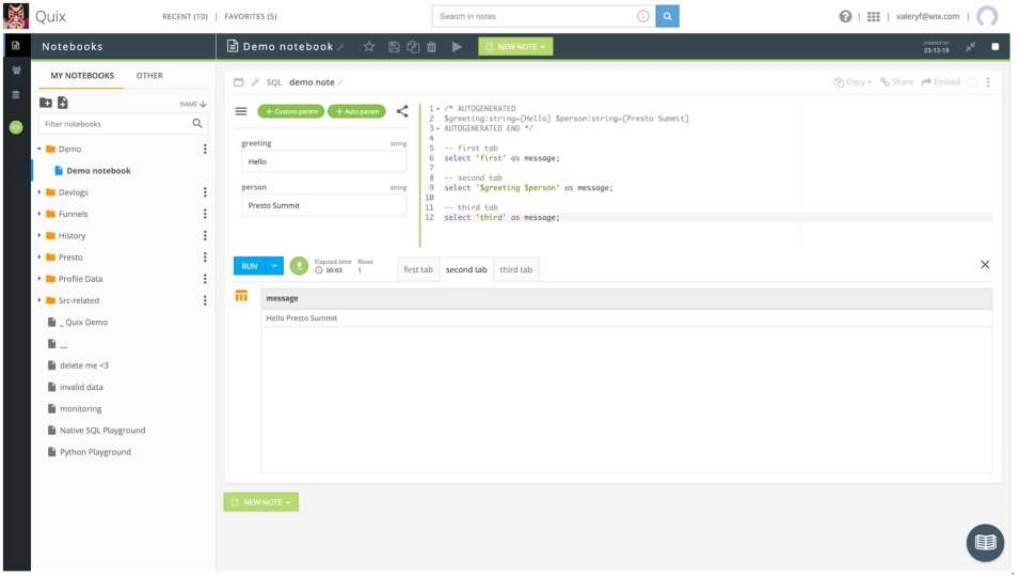 Quix
RECENT (10) | FAVORITES (5)
Search in notes
valeryf@wix.com
Notebooks
Demo notebook
NEW NOTE
created on
23-12-18
MY NOTEBOOKS
OTHER
NAME
Filter notebooks
Demo
Demo notebook
Devlogs
Funnels
History
Presto
Profile Data
Src-related
_ Quix Demo
__
delete me <3
invalid data
monitoring
Native SQL Playground
Python Playground
SQL demo note
Copy
Share
Embed
+ Custom param
+ Auto param
greeting
string
Hello
person
string
Presto Summit
1 /* AUTOGENERATED
2 $greeting:string=[Hello] $person:string=[Presto Summit]
3 AUTOGENERATED END */
4
5 -- first tab
6 select 'first' as message;
7
8 -- second tab
9 select '$greeting $person' as message;
10
11 -- third tab
12 select 'third' as message;
RUN
Elapsed time
00:03
Rows
1
first tab
second tab
third tab
message
Hello Presto Summit
NEW NOTE